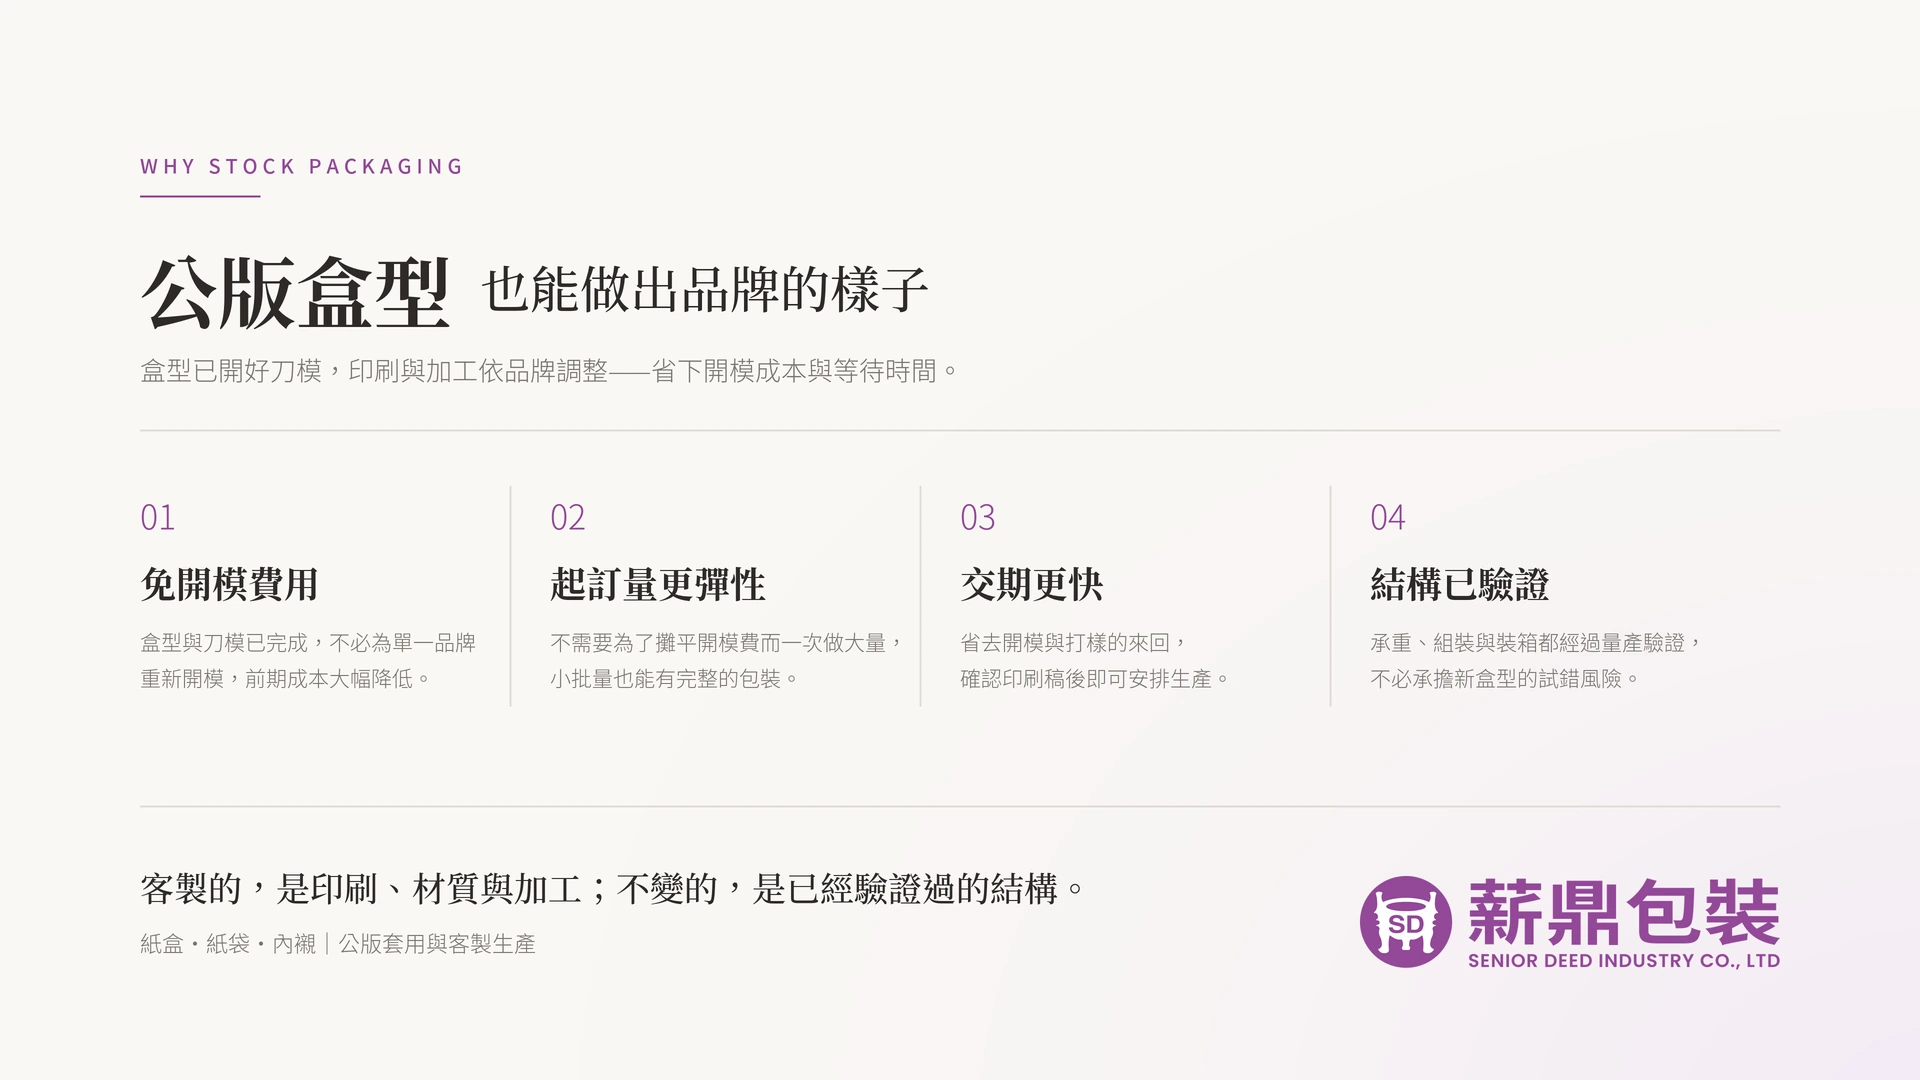 WHY STOCK PACKAGING
公版盒型 也能做出品牌的樣子
盒型已開好刀模，印刷與加工依品牌調整——省下開模成本與等待時間。
01
免開模費用
盒型與刀模已完成，不必為單一品牌
重新開模，前期成本大幅降低。
02
起訂量更彈性
不需要為了攤平開模費而一次做大量，
小批量也能有完整的包裝。
03
交期更快
省去開模與打樣的來回，
確認印刷稿後即可安排生產。
04
結構已驗證
承重、組裝與裝箱都經過量產驗證，
不必承擔新盒型的試錯風險。
客製的，是印刷、材質與加工；不變的，是已經驗證過的結構。
紙盒・紙袋・內襯｜公版套用與客製生產
SD
薪鼎包裝
SENIOR DEED INDUSTRY CO., LTD